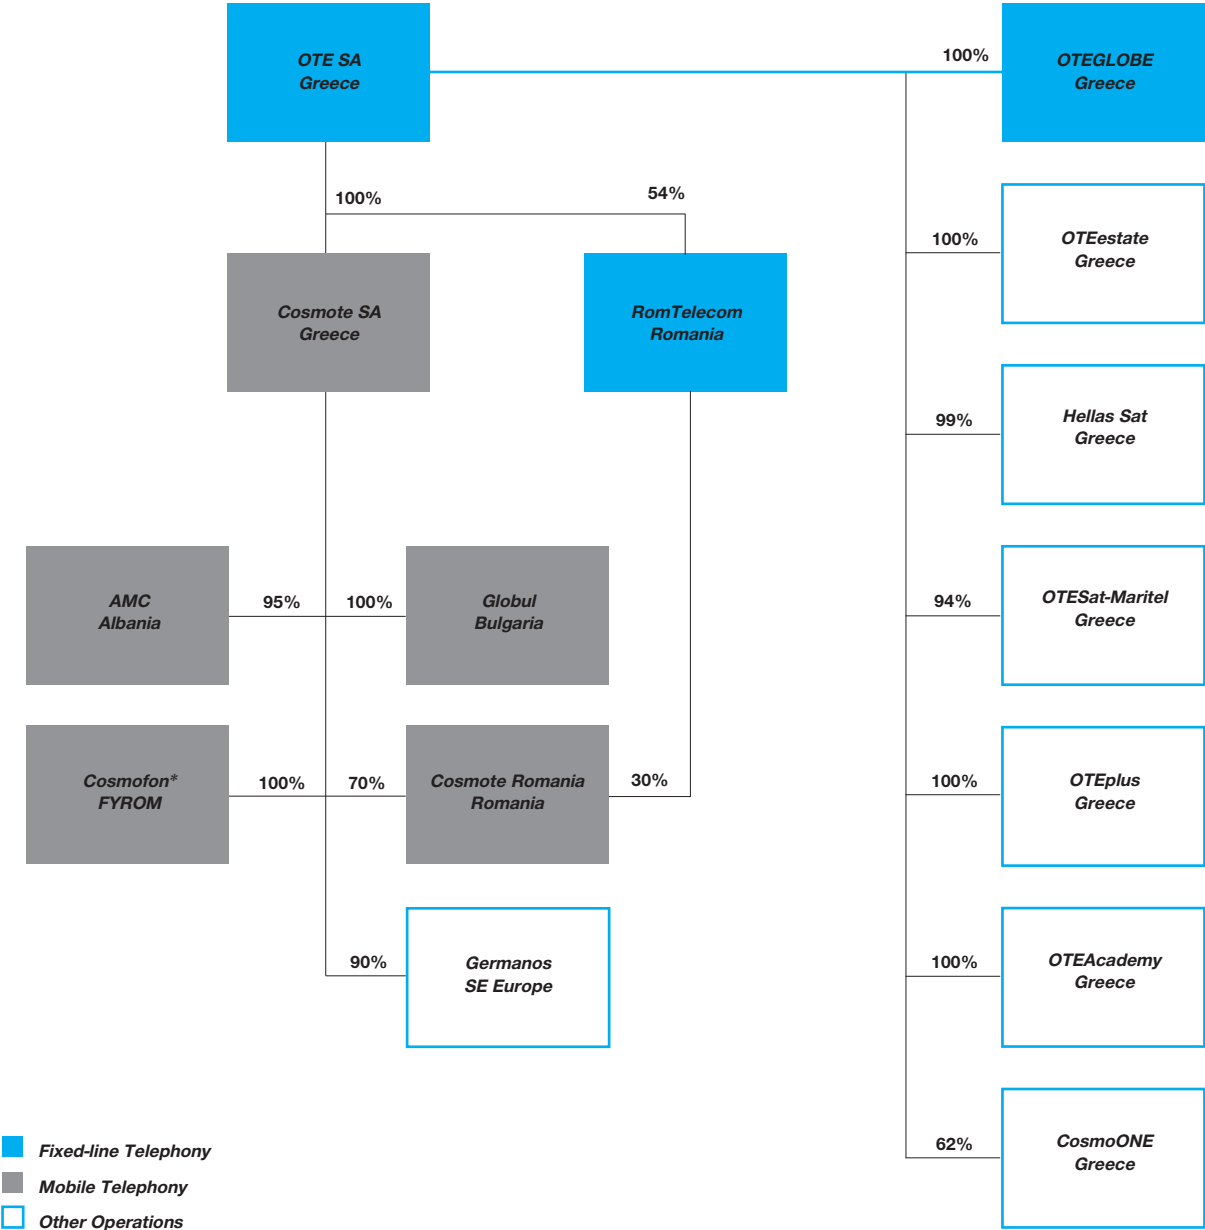 OTE SA
Greece
100%
OTEGLOBE
Greece
100%
54%
100%
OTEestate
Greece
Cosmote SA
Greece
RomTelecom
Romania
99%
Hellas Sat
Greece
AMC
Albania
95%
100%
Globul
Bulgaria
94%
OTESat-Maritel
Greece
Cosmofon*
FYROM
100%
70%
Cosmote Romania
Romania
30%
100%
OTEplus
Greece
90%
Germanos
SE Europe
100%
OTEAcademy
Greece
62%
CosmoONE
Greece
Fixed-line Telephony
Mobile Telephony
Other Operations